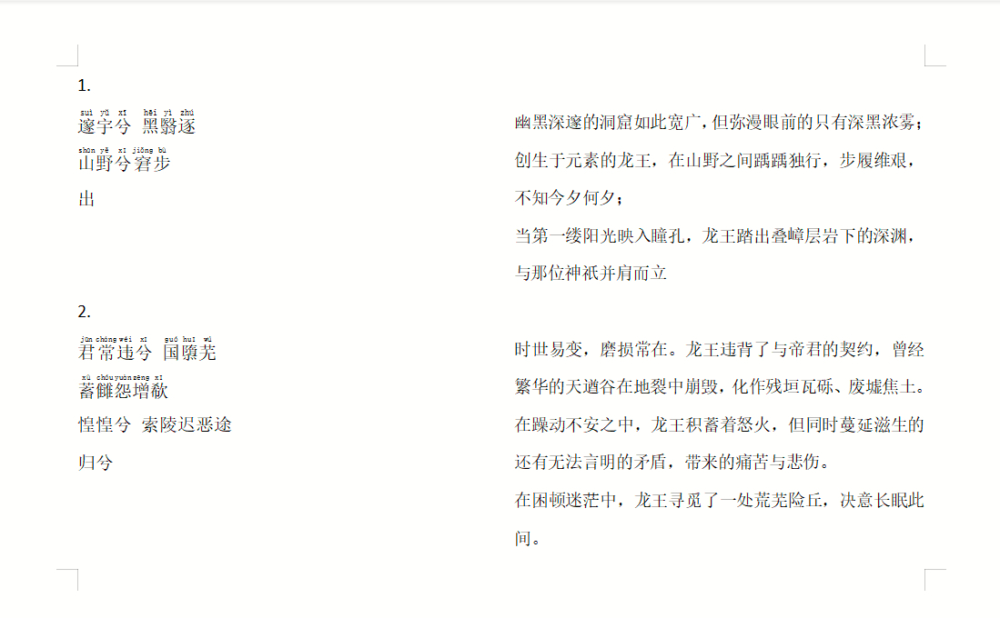 1.
suì yǔ xī hēi yì zhú
邃宇兮 黑翳逐
shān yě xī jiǒng bù
山野兮窘步
出
幽黑深邃的洞窟如此宽广，但弥漫眼前的只有深黑浓雾；
创生于元素的龙王，在山野之间踽踽独行，步履维艰，
不知今夕何夕；
当第一缕阳光映入瞳孔，龙王踏出叠嶂层岩下的深渊，
与那位神祇并肩而立
2.
jūn cháng wéi xī guó huī wú
君常违兮 国隳芜
xù chóu yuàn zēng xī
蓄雠怨增欷
惶惶兮 索陵迟恶途
归兮
时世易变，磨损常在。龙王违背了与帝君的契约，曾经
繁华的天遒谷在地裂中崩毁，化作残垣瓦砾、废墟焦土。
在躁动不安之中，龙王积蓄着怒火，但同时蔓延滋生的
还有无法言明的矛盾，带来的痛苦与悲伤。
在困顿迷茫中，龙王寻觅了一处荒芜险丘，决意长眠此
间。